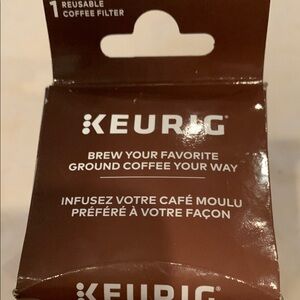 1 REUSABLE
COFFEE FILTER
KEURIG
BREW YOUR FAVORITE
GROUND COFFEE YOUR WAY
INFUSEZ VOTRE CAFÉ MOULU
PRÉFÉRÉ À VOTRE FAÇON
KEURIG